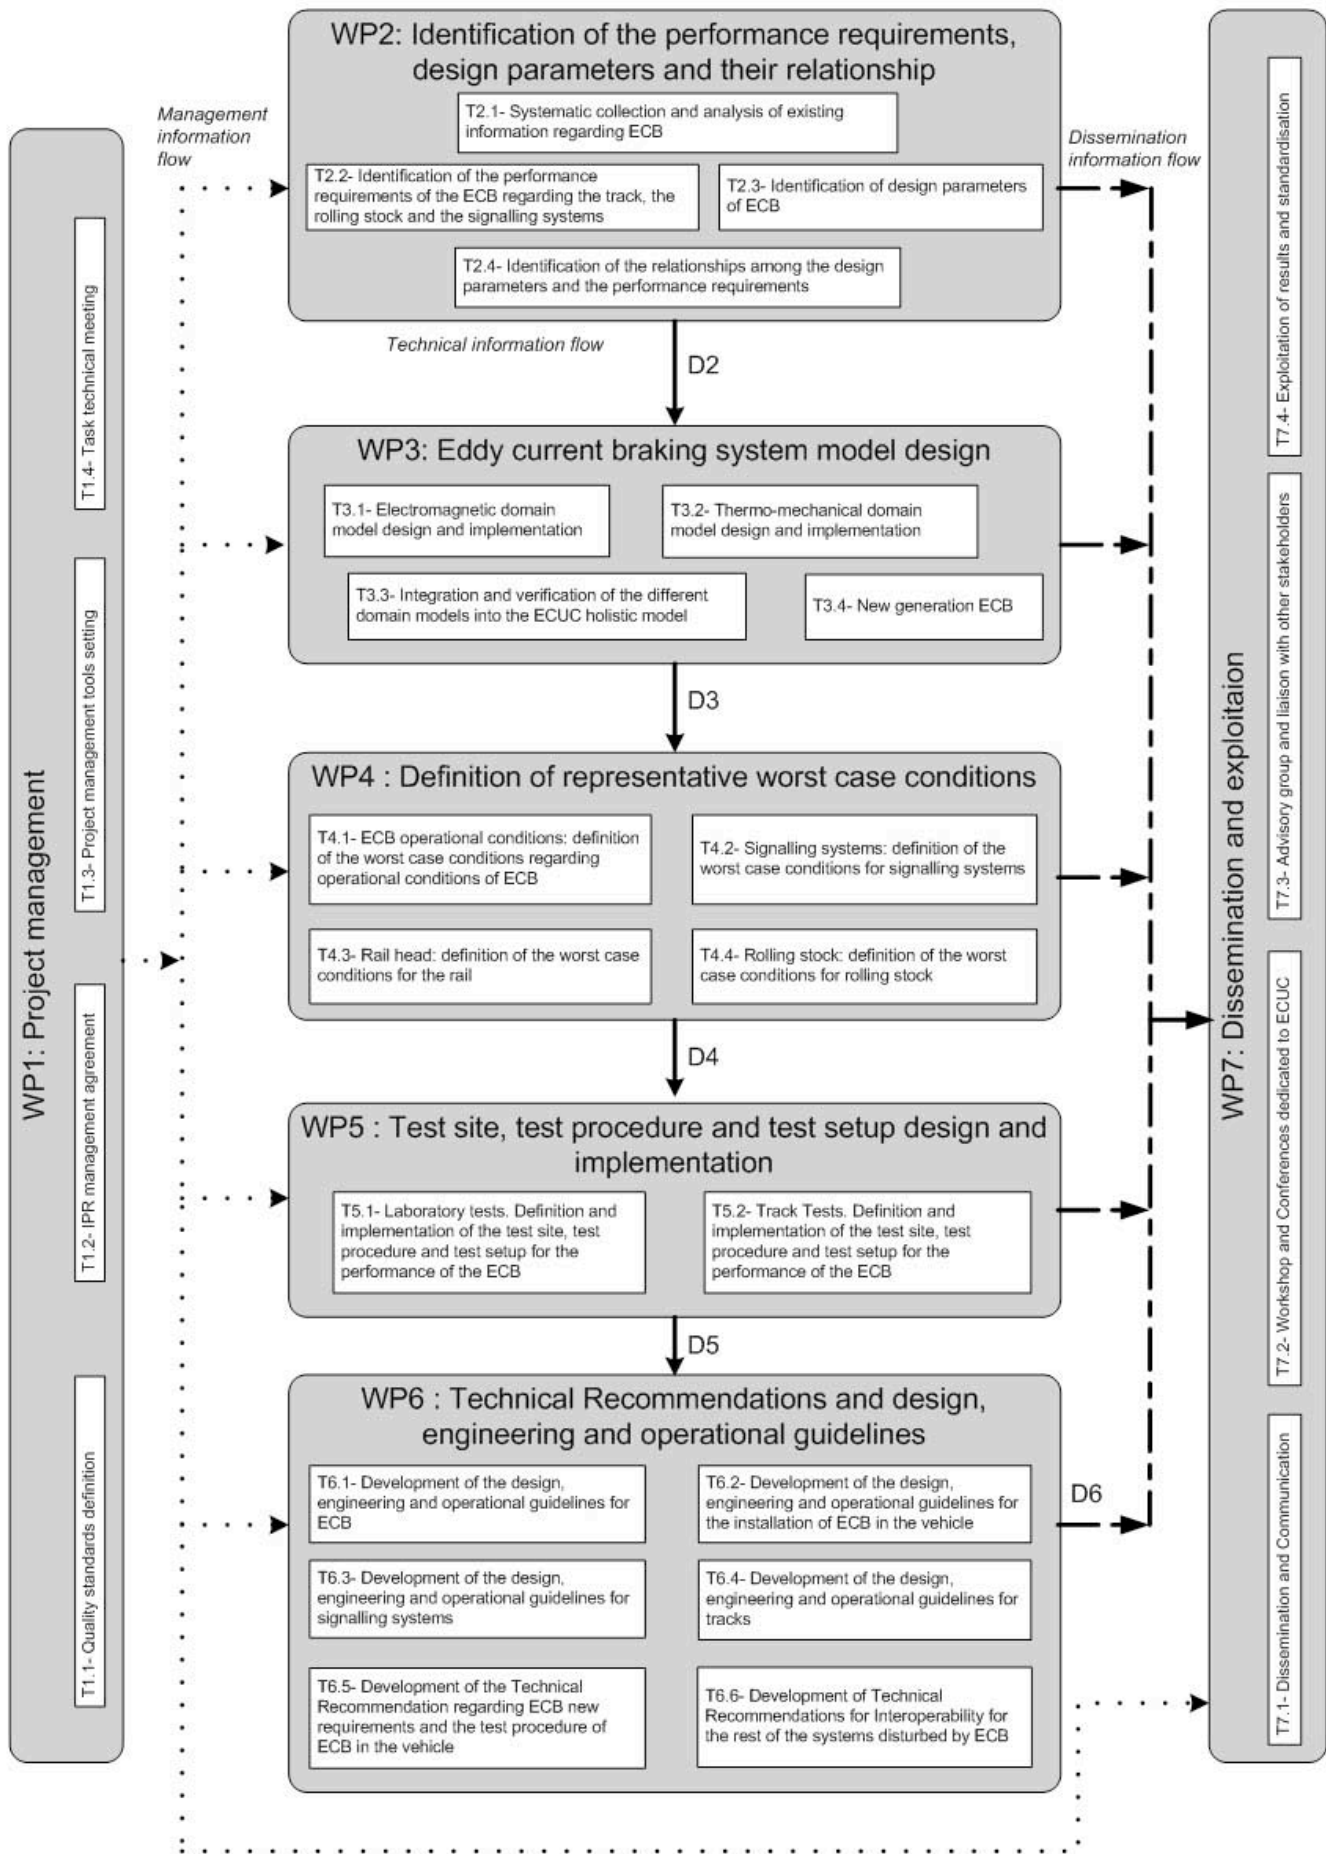 WP2: Identification of the performance requirements,
design parameters and their relationship
T2.1- Systematic collection and analysis of existing
information regarding ECB
T2.2- Identification of the performance
requirements of the ECB regarding the track, the
rolling stock and the signalling systems
T2.3- Identification of design parameters
of ECB
T2.4- Identification of the relationships among the design
parameters and the performance requirements
Management
information
flow
Dissemination
information flow
Technical information flow
D2
WP3: Eddy current braking system model design
T3.1- Electromagnetic domain
model design and implementation
T3.2- Thermo-mechanical domain
model design and implementation
T3.3- Integration and verification of the different
domain models into the ECUC holistic model
T3.4- New generation ECB
D3
WP4 : Definition of representative worst case conditions
T4.1- ECB operational conditions: definition
of the worst case conditions regarding
operational conditions of ECB
T4.2- Signalling systems: definition of the
worst case conditions for signalling systems
T4.3- Rail head: definition of the worst case
conditions for the rail
T4.4- Rolling stock: definition of the worst
case conditions for rolling stock
D4
WP5 : Test site, test procedure and test setup design and
implementation
T5.1- Laboratory tests. Definition and
implementation of the test site, test
procedure and test setup for the
performance of the ECB
T5.2- Track Tests. Definition and
implementation of the test site, test
procedure and test setup for the
performance of the ECB
D5
WP6 : Technical Recommendations and design,
engineering and operational guidelines
T6.1- Development of the design,
engineering and operational guidelines for
ECB
T6.2- Development of the design,
engineering and operational guidelines for
the installation of ECB in the vehicle
T6.3- Development of the design,
engineering and operational guidelines for
signalling systems
T6.4- Development of the design,
engineering and operational guidelines for
tracks
T6.5- Development of the Technical
Recommendation regarding ECB new
requirements and the test procedure of
ECB in the vehicle
T6.6- Development of Technical
Recommendations for Interoperability for
the rest of the systems disturbed by ECB
D6
WP1: Project management
T1.4- Task technical meeting
T1.3- Project management tools setting
T1.2- IPR management agreement
T1.1- Quality standards definition
WP7: Dissemination and exploitaion
T7.4- Exploitation of results and standardisation
T7.3- Advisory group and liaison with other stakeholders
T7.2- Workshop and Conferences dedicated to ECUC
T7.1- Dissemination and Communication